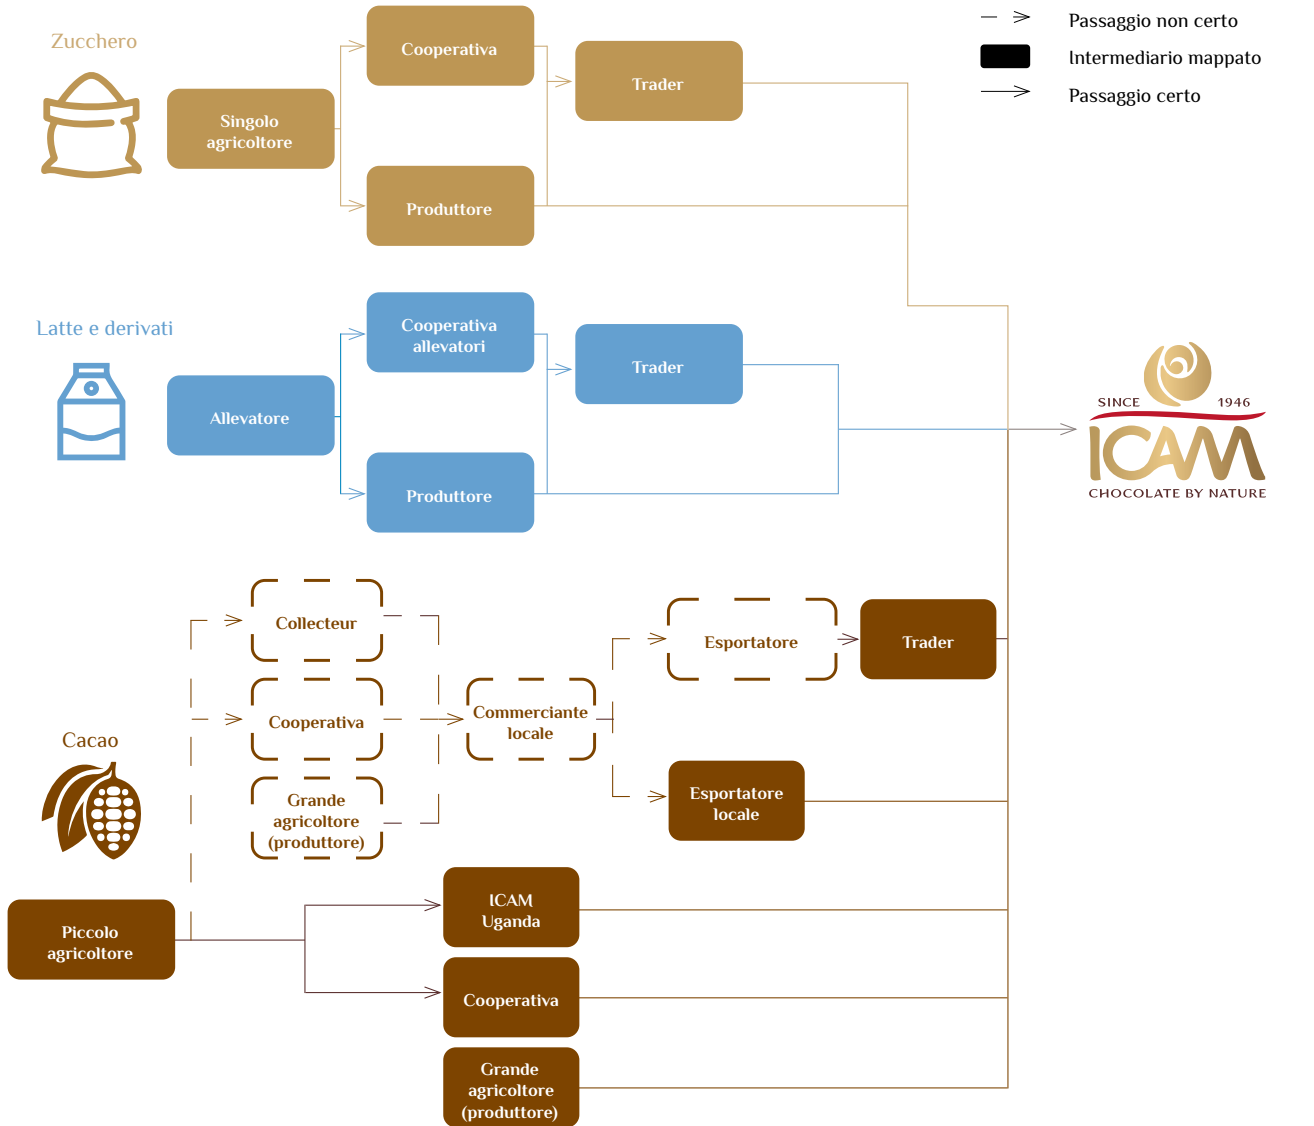 Zucchero
Singolo
agricoltore
Cooperativa
Produttore
Trader
Passaggio non certo
Intermediario mappato
Passaggio certo
Latte e derivati
Allevatore
Cooperativa
allevatori
Produttore
Trader
SINCE 1946
ICAM
CHOCOLATE BY NATURE
Cacao
Piccolo
agricoltore
Collecteur
Cooperativa
Grande
agricoltore
(produttore)
Commerciante
locale
Esportatore
Trader
Esportatore
locale
ICAM
Uganda
Cooperativa
Grande
agricoltore
(produttore)